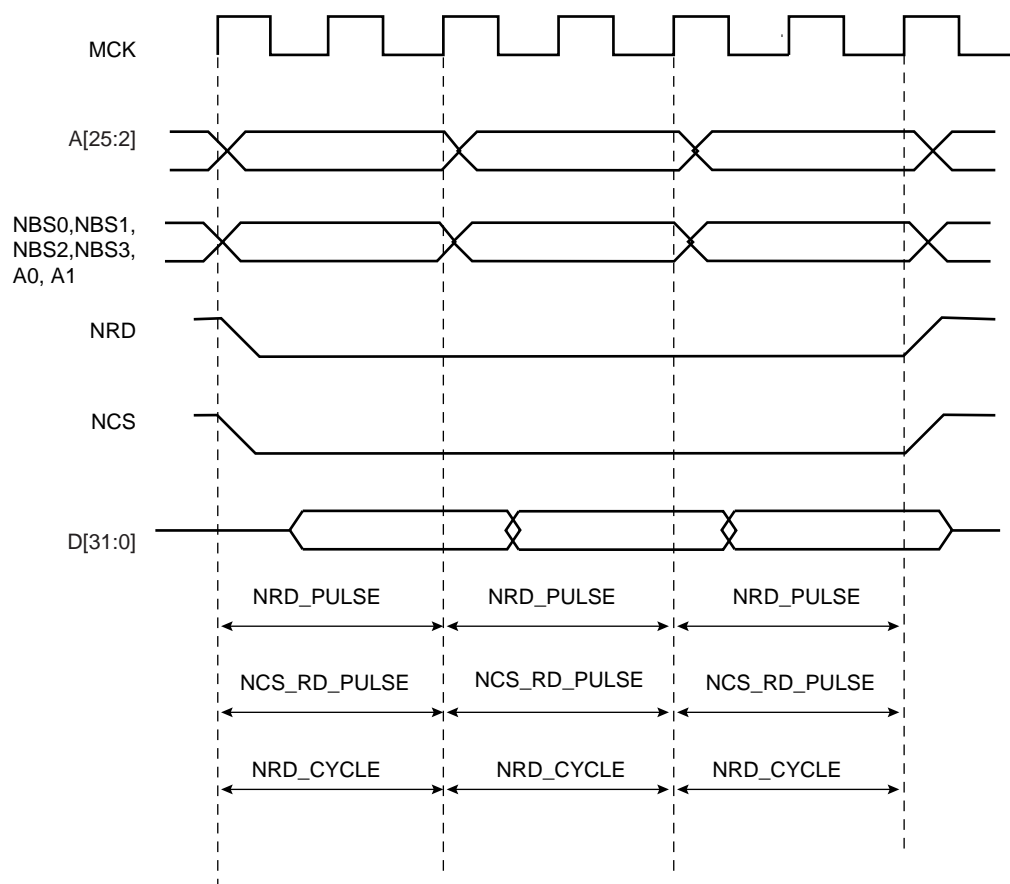 MCK
A[25:2]
NBS0,NBS1,
NBS2,NBS3,
A0, A1
NRD
NCS
D[31:0]
NRD_PULSE NRD_PULSE NRD_PULSE
NCS_RD_PULSE NCS_RD_PULSE NCS_RD_PULSE
NRD_CYCLE NRD_CYCLE NRD_CYCLE